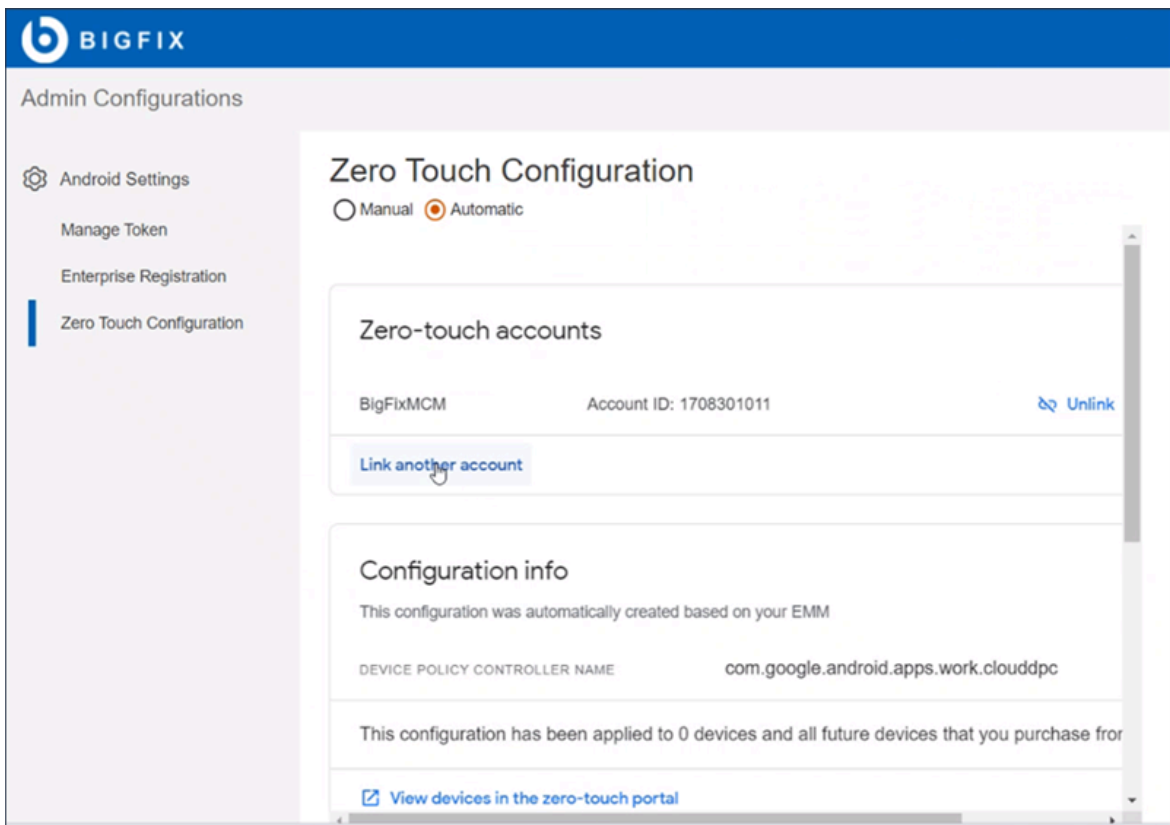 BIGFIX
Admin Configurations
Android Settings
Manage Token
Enterprise Registration
Zero Touch Configuration
Zero Touch Configuration
Manual Automatic
Zero-touch accounts
BigFixMCM Account ID: 1708301011 Unlink
Link another account
Configuration info
This configuration was automatically created based on your EMM
DEVICE POLICY CONTROLLER NAME com.google.android.apps.work.clouddpc
This configuration has been applied to 0 devices and all future devices that you purchase from
View devices in the zero-touch portal